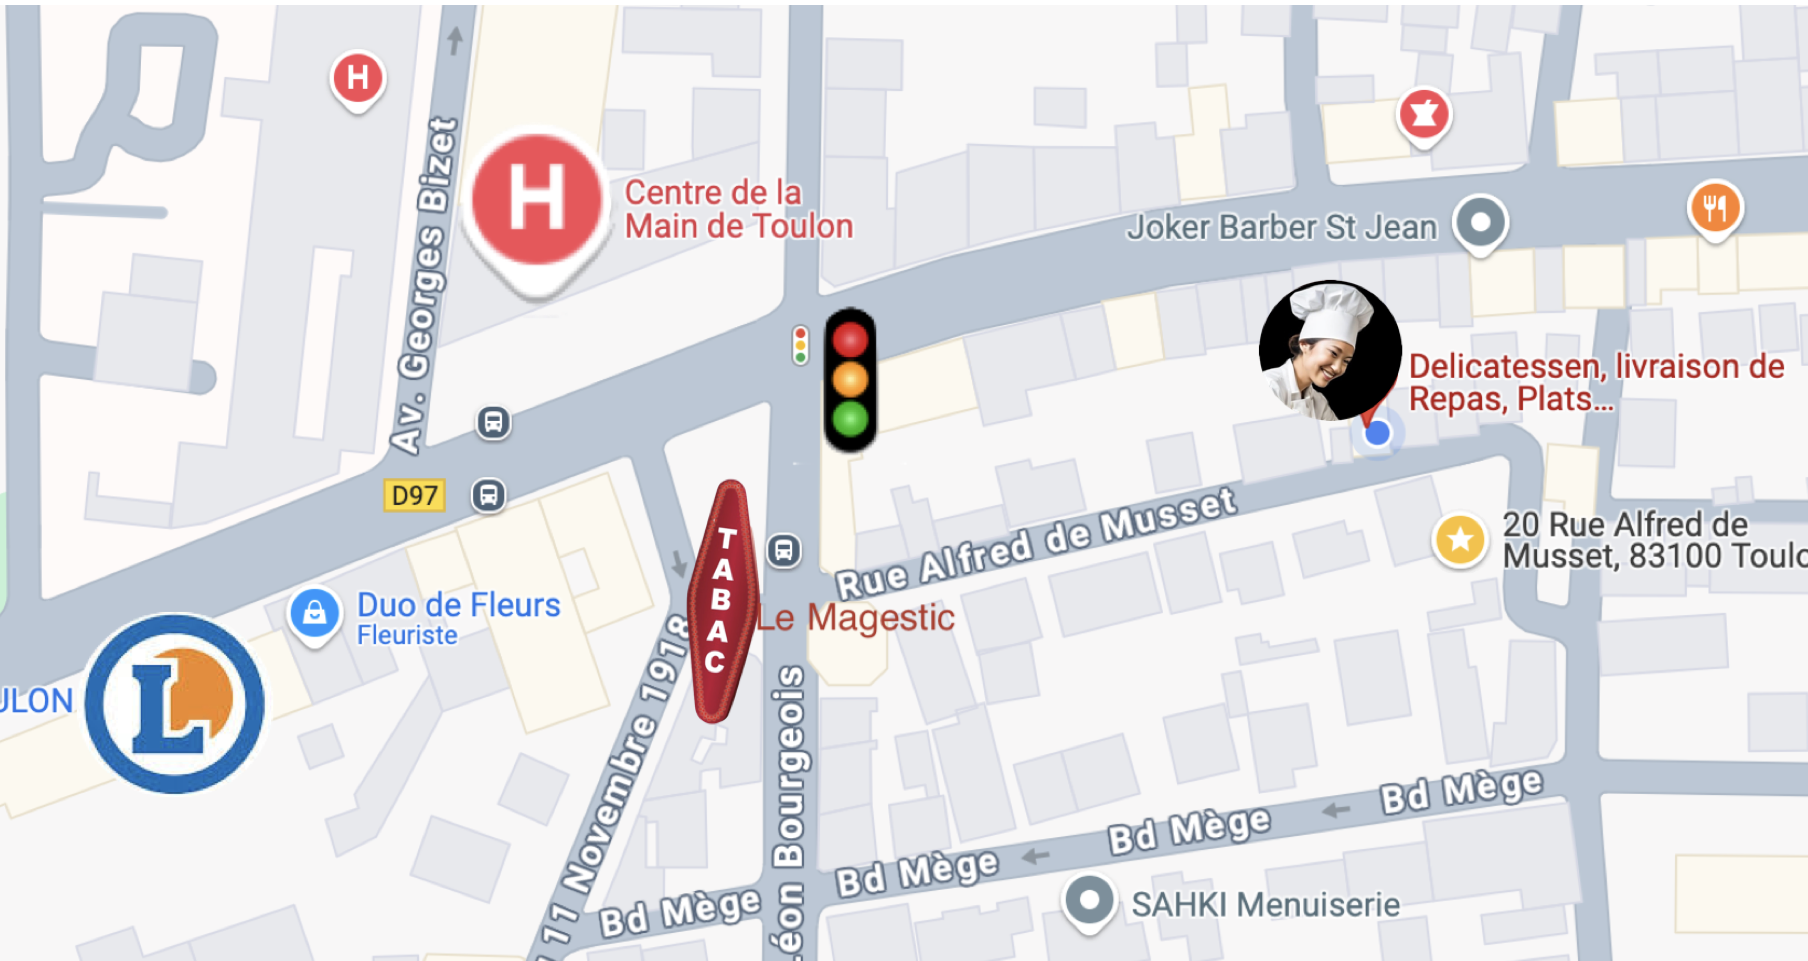 H
Av. Georges Bizet
H
Centre de la
Main de Toulon
Joker Barber St Jean
Delicatessen, livraison de
Repas, Plats...
D97
TABAC
Le Magestic
Rue Alfred de Musset
20 Rue Alfred de
Musset, 83100 Toulo
Duo de Fleurs
Fleuriste
ULON
L
11 Novembre 1918
Léon Bourgeois
Bd Mège
Bd Mège
Bd Mège
Bd Mège
SAHKI Menuiserie